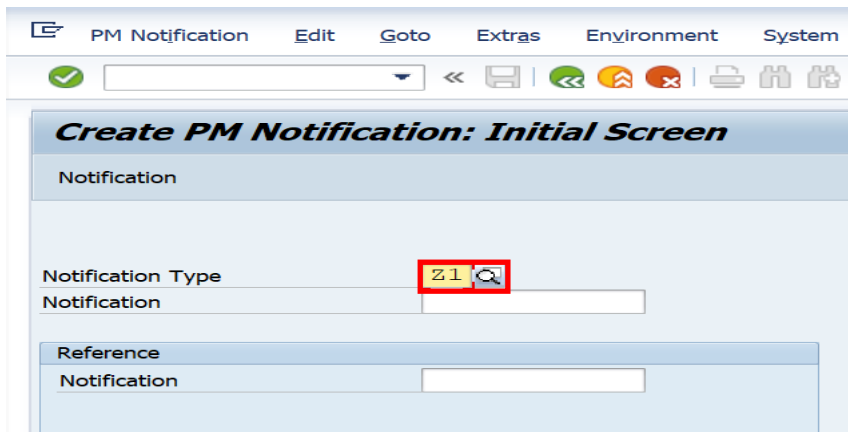 PM Notification Edit Goto Extras Environment System
Create PM Notification: Initial Screen
Notification
Notification Type Z1
Notification
Reference
Notification